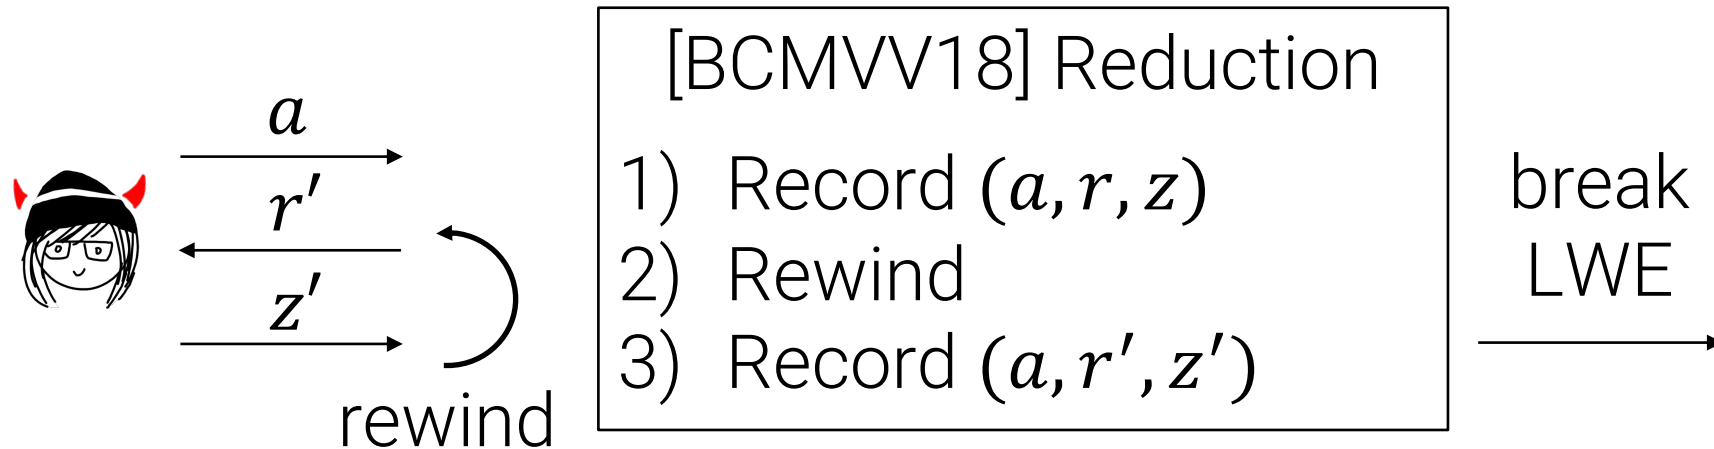 a
r′
z′
rewind
[BCMVV18] Reduction
1) Record (a, r, z)
2) Rewind
3) Record (a, r′, z′)
break
LWE